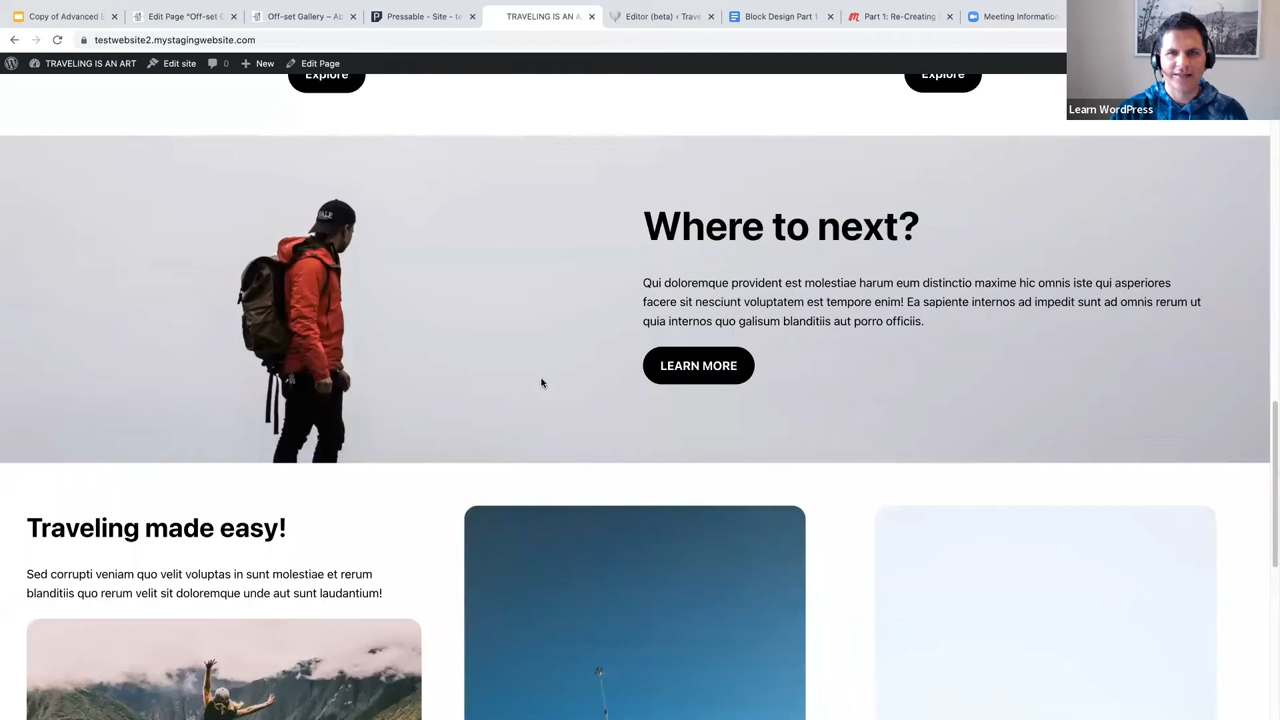 Copy of Advanced E
Edit Page “Off-set G
Off-set Gallery – Ab
Pressable - Site - te
TRAVELING IS AN A
Editor (beta) ‹ Trave
Block Design Part 1
Part 1: Re-Creating
Meeting Information
testwebsite2.mystagingwebsite.com
TRAVELING IS AN ART
Edit site
0
New
Edit Page
Learn WordPress
Explore
Explore
Where to next?
Qui doloremque provident est molestiae harum eum distinctio maxime hic omnis iste qui asperiores
facere sit nesciunt voluptatem est tempore enim! Ea sapiente internos ad impedit sunt ad omnis rerum ut
quia internos quo galisum blanditiis aut porro officiis.
LEARN MORE
Traveling made easy!
Sed corrupti veniam quo velit voluptas in sunt molestiae et rerum
blanditiis quo rerum velit sit doloremque unde aut sunt laudantium!